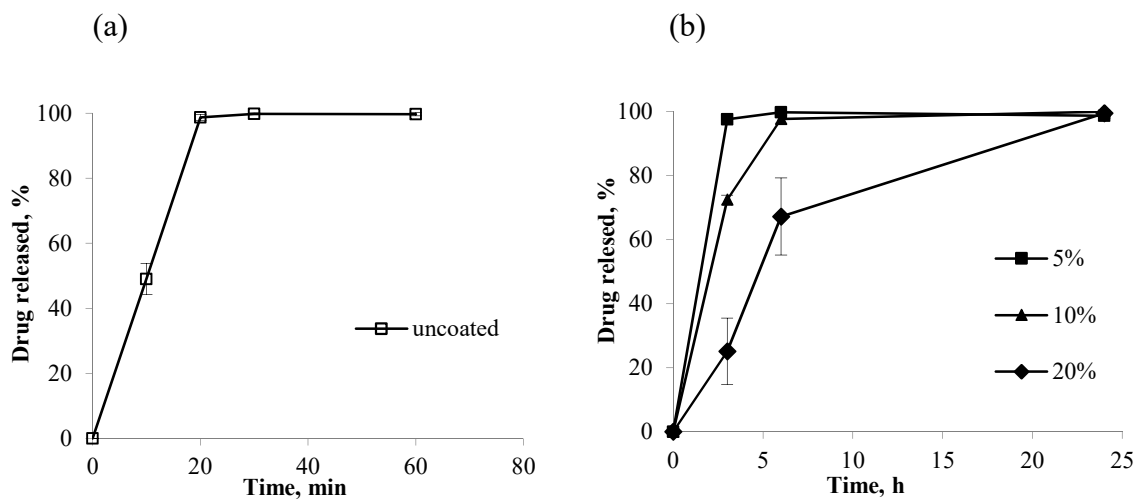 (a)
(b)
Drug released, %
100
80
60
40
20
0
0 20 40 60 80
Time, min
uncoated
Drug relesed, %
100
80
60
40
20
0
0 5 10 15 20 25
Time, h
5%
10%
20%